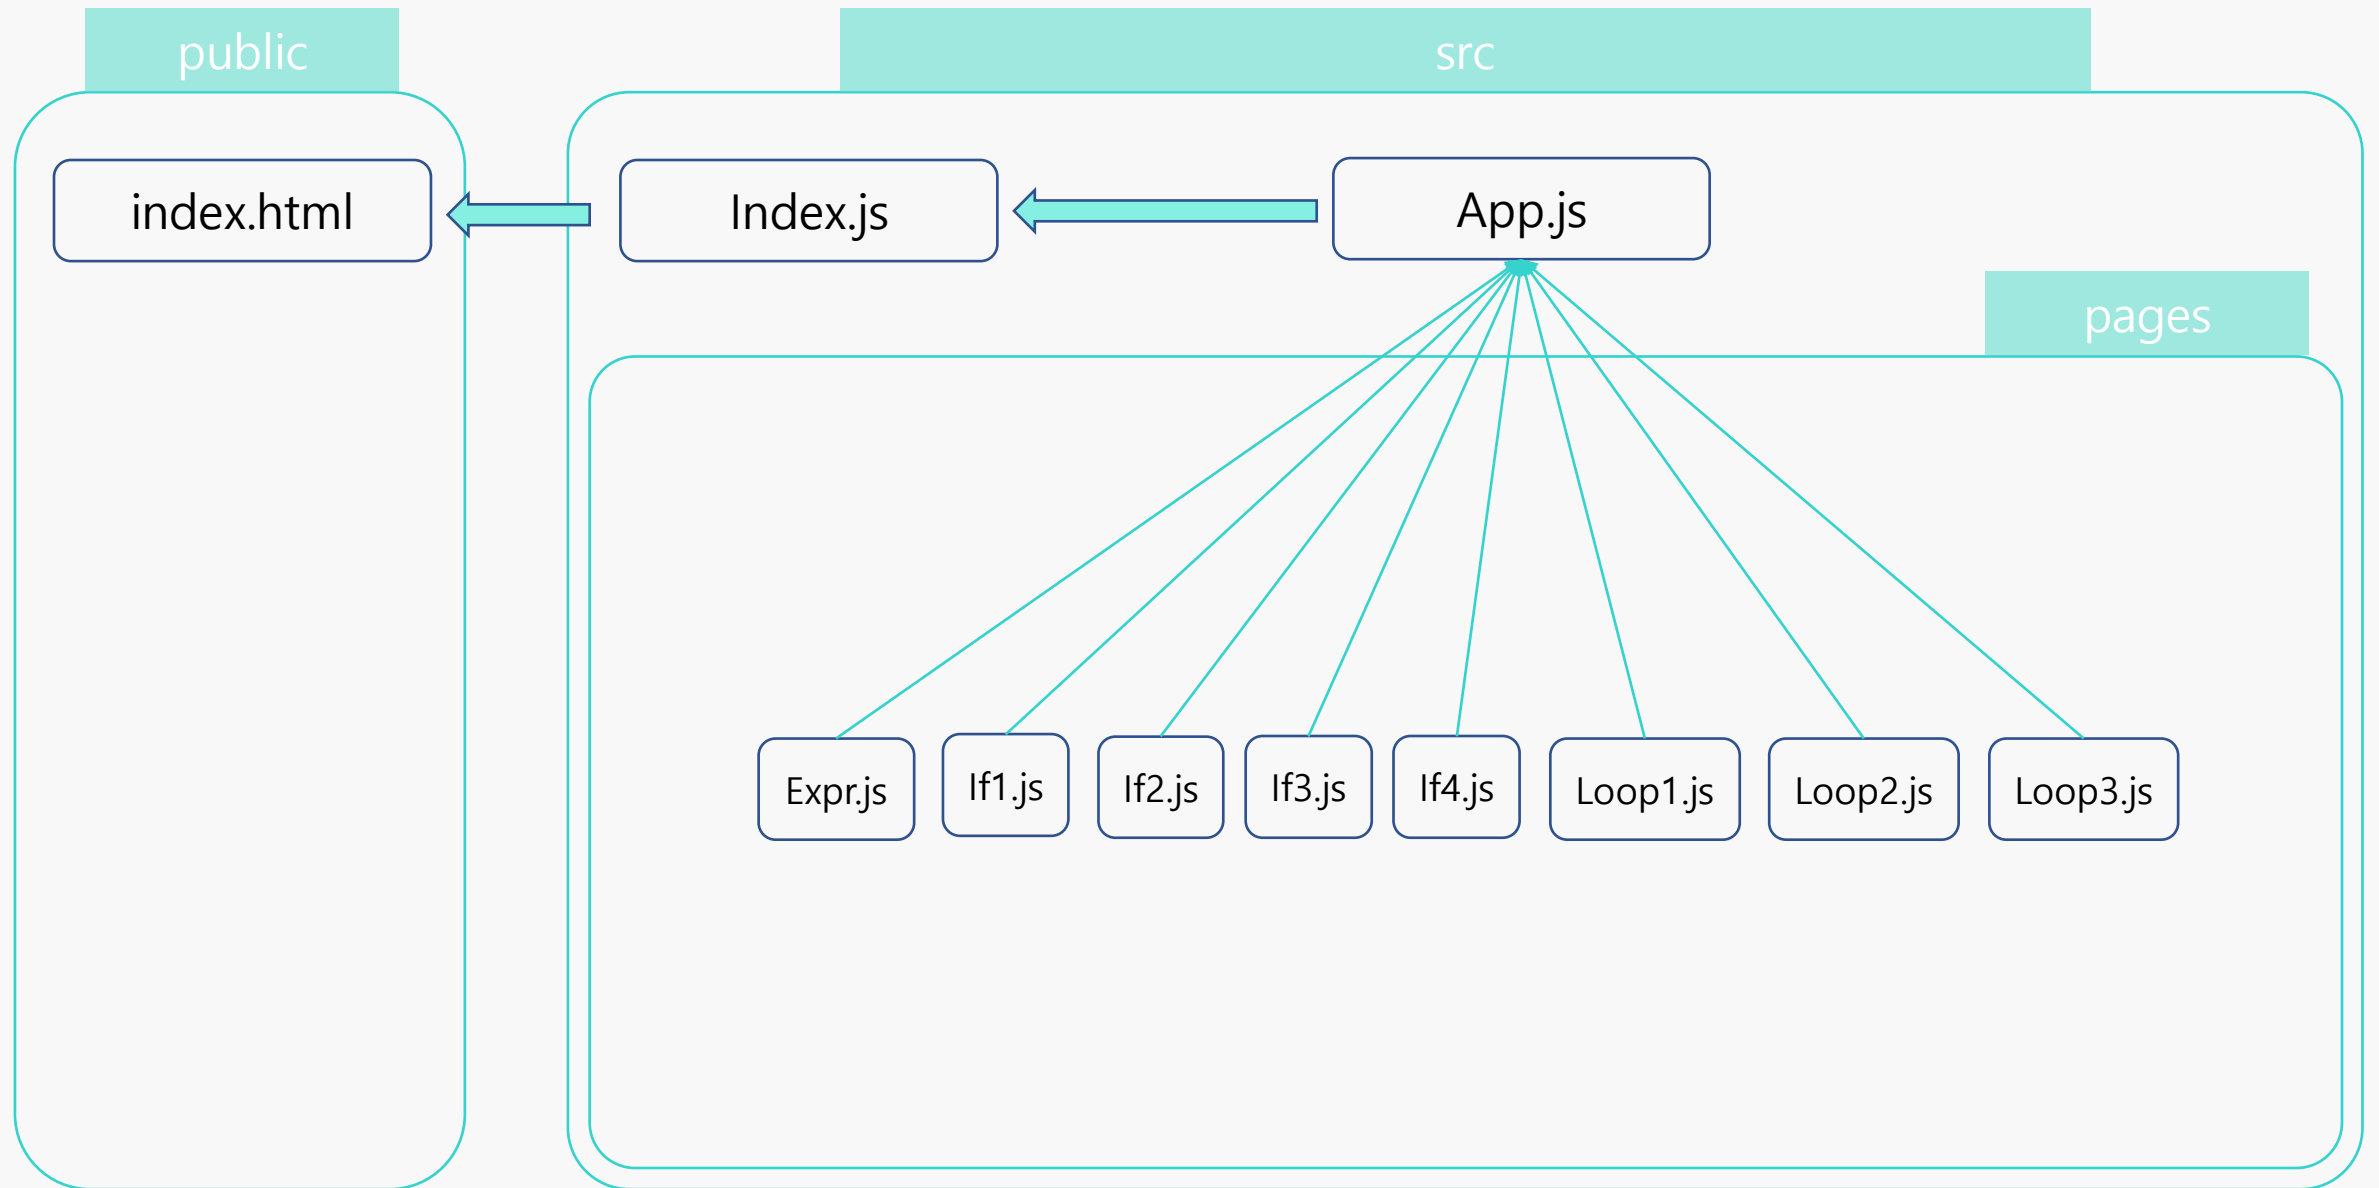 public
src
index.html
Index.js
App.js
pages
Expr.js
If1.js
If2.js
If3.js
If4.js
Loop1.js
Loop2.js
Loop3.js